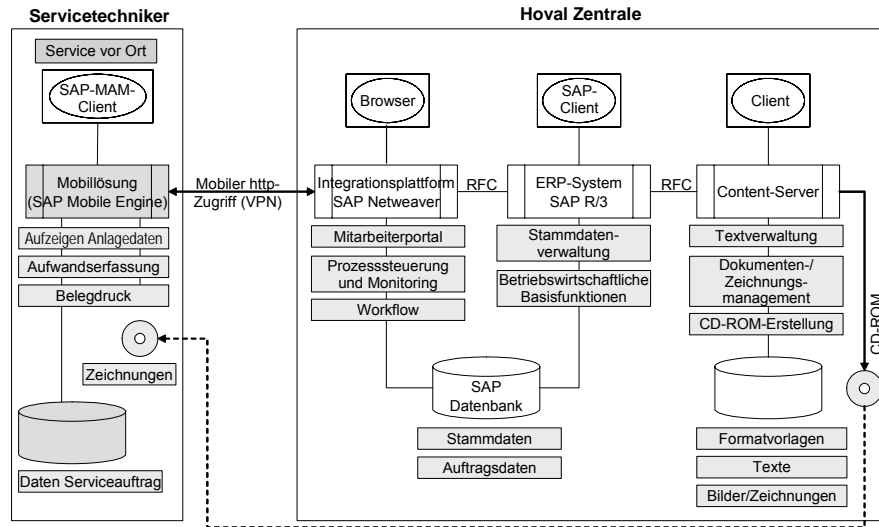 Servicetechniker
Service vor Ort
SAP-MAM-
Client
Mobillösung
(SAP Mobile Engine)
Aufzeigen Anlagedaten
Aufwandserfassung
Belegdruck
Zeichnungen
Daten Serviceauftrag
Mobiler http-
Zugriff (VPN)
Hoval Zentrale
Browser
Integrationsplattform
SAP Netweaver
Mitarbeiterportal
Prozesssteuerung
und Monitoring
Workflow
RFC
SAP-
Client
ERP-System
SAP R/3
Stammdaten-
verwaltung
Betriebswirtschaftliche
Basisfunktionen
SAP
Datenbank
Stammdaten
Auftragsdaten
RFC
Client
Content-Server
Textverwaltung
Dokumenten-/
Zeichnungs-
management
CD-ROM-Erstellung
Formatvorlagen
Texte
Bilder/Zeichnungen
CD-ROM